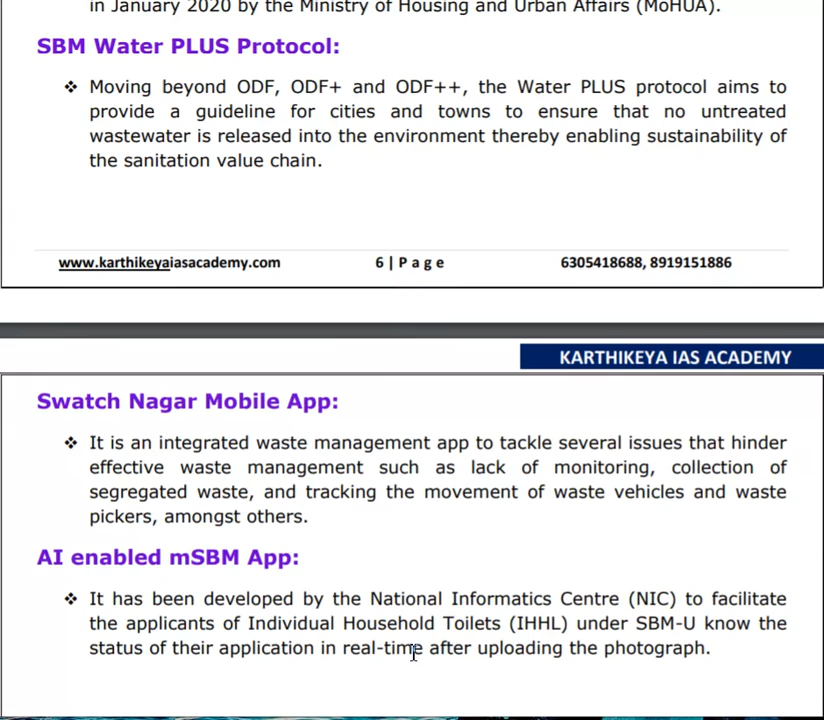 in January 2020 by the Ministry of Housing and Urban Affairs (MoHUA).
SBM Water PLUS Protocol:
❖ Moving beyond ODF, ODF+ and ODF++, the Water PLUS protocol aims to
provide a guideline for cities and towns to ensure that no untreated
wastewater is released into the environment thereby enabling sustainability of
the sanitation value chain.
www.karthikeyaiasacademy.com 6 | P a g e 6305418688, 8919151886
KARTHIKEYA IAS ACADEMY
Swatch Nagar Mobile App:
❖ It is an integrated waste management app to tackle several issues that hinder
effective waste management such as lack of monitoring, collection of
segregated waste, and tracking the movement of waste vehicles and waste
pickers, amongst others.
AI enabled mSBM App:
❖ It has been developed by the National Informatics Centre (NIC) to facilitate
the applicants of Individual Household Toilets (IHHL) under SBM-U know the
status of their application in real-time after uploading the photograph.